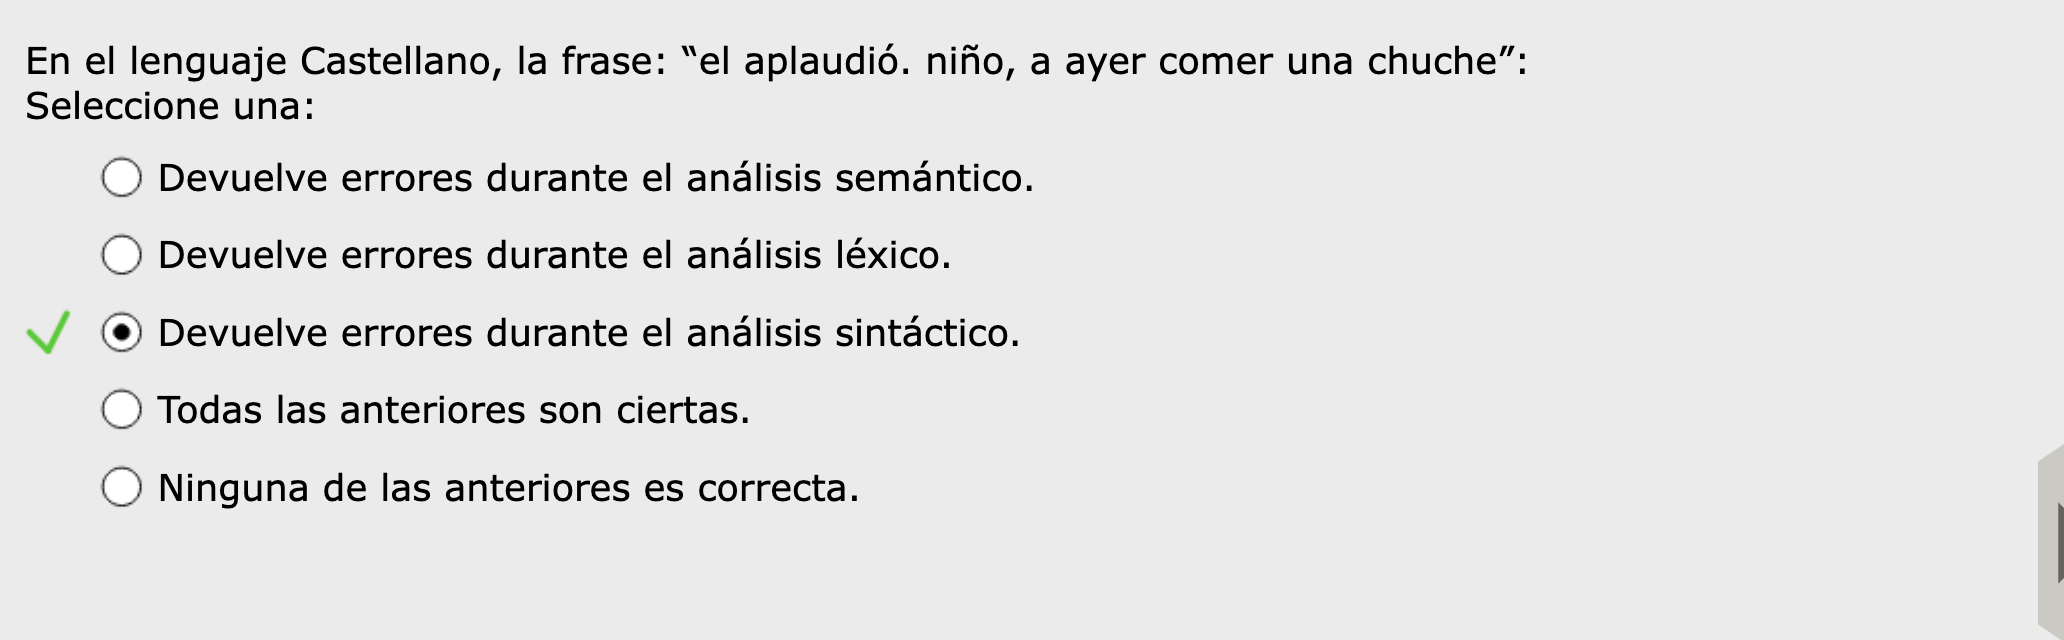 En el lenguaje Castellano, la frase: “el aplaudió. niño, a ayer comer una chuche”:
Seleccione una:
Devuelve errores durante el análisis semántico.
Devuelve errores durante el análisis léxico.
Devuelve errores durante el análisis sintáctico.
Todas las anteriores son ciertas.
Ninguna de las anteriores es correcta.